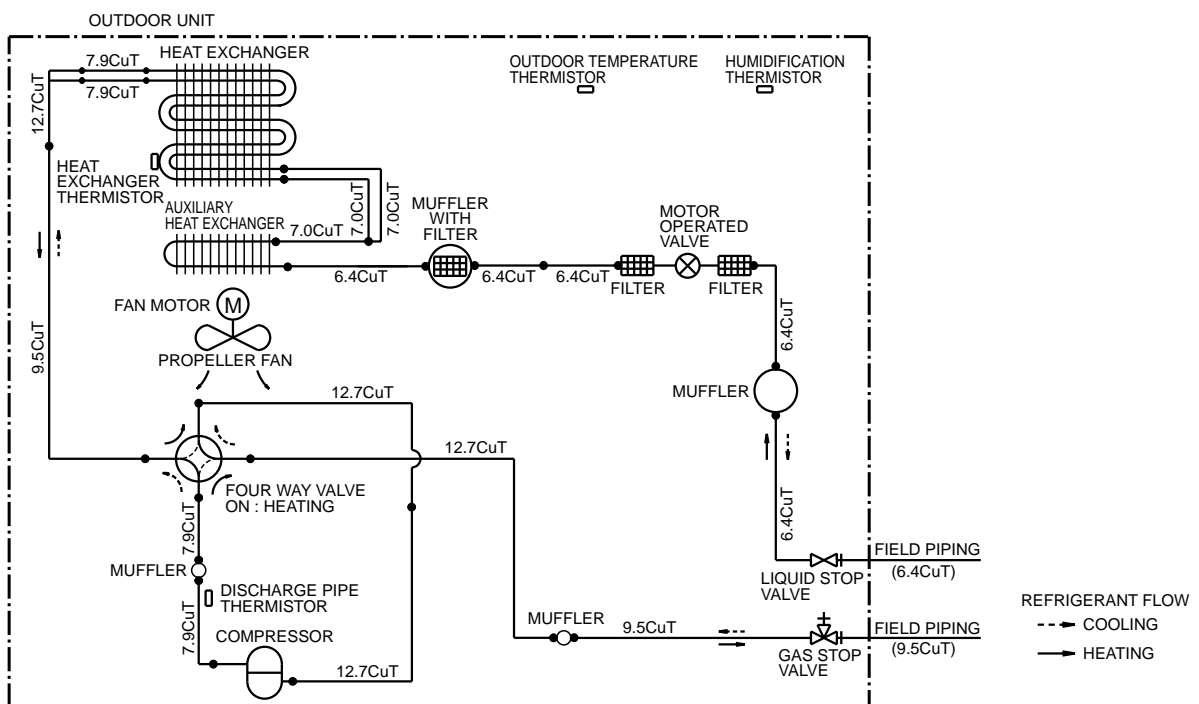 OUTDOOR UNIT
HEAT EXCHANGER
7.9CuT
7.9CuT
12.7CuT
OUTDOOR TEMPERATURE
THERMISTOR
HUMIDIFICATION
THERMISTOR
HEAT
EXCHANGER
THERMISTOR
AUXILIARY
HEAT EXCHANGER
7.0CuT
7.0CuT
7.0CuT
MUFFLER
WITH
FILTER
MOTOR
OPERATED
VALVE
6.4CuT
6.4CuT
6.4CuT
FILTER
FILTER
6.4CuT
FAN MOTOR
M
PROPELLER FAN
9.5CuT
12.7CuT
MUFFLER
12.7CuT
FOUR WAY VALVE
ON : HEATING
7.9CuT
6.4CuT
MUFFLER
DISCHARGE PIPE
THERMISTOR
COMPRESSOR
7.9CuT
12.7CuT
MUFFLER
9.5CuT
LIQUID STOP
VALVE
FIELD PIPING
(6.4CuT)
GAS STOP
VALVE
FIELD PIPING
(9.5CuT)
REFRIGERANT FLOW
COOLING
HEATING